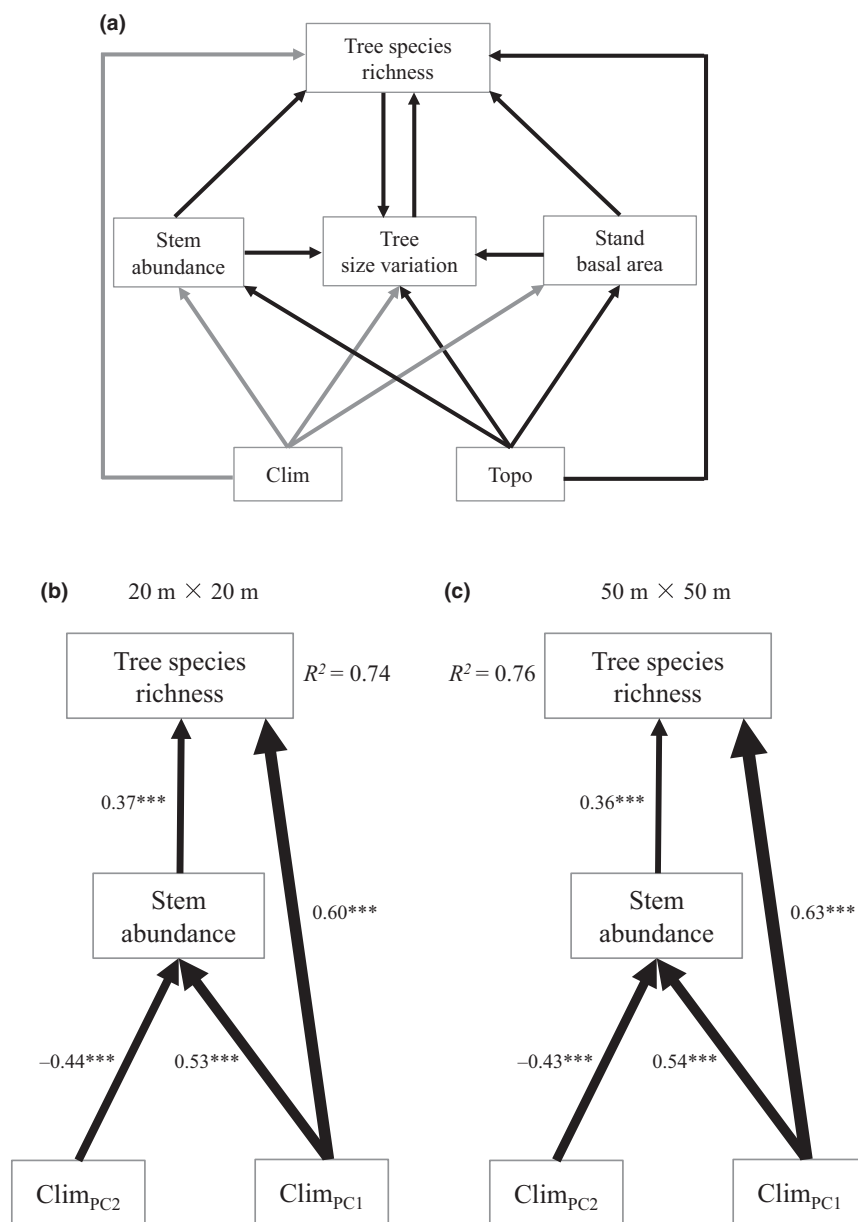 (a)
Tree species
richness
Stem
abundance
Tree
size variation
Stand
basal area
Clim
Topo
(b) 20 m × 20 m
Tree species
richness
R² = 0.74
0.37***
Stem
abundance
0.60***
–0.44***
0.53***
Clim_PC2
Clim_PC1
(c) 50 m × 50 m
R² = 0.76
Tree species
richness
0.36***
Stem
abundance
0.63***
–0.43***
0.54***
Clim_PC2
Clim_PC1